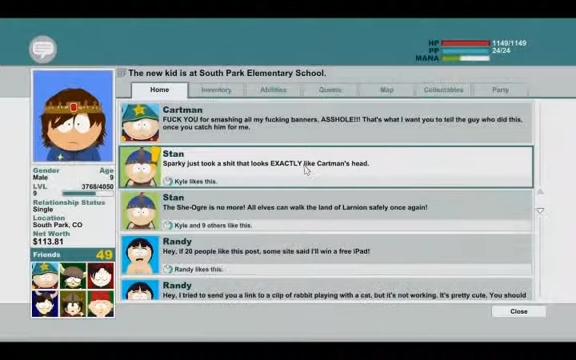 HP 1149/1149
PP 24/24
MANA
The new kid is at South Park Elementary School.
Home Inventory Abilities Quests Map Collectables Party
Cartman
FUCK YOU for smashing all my fucking banners, ASSHOLE!!! That's what I want you to tell the guy who did this,
once you catch him for me.
Stan
Sparky just took a shit that looks EXACTLY like Cartman's head.
Kyle likes this.
Gender Age
Male 9
LVL 3768/4050
9
Relationship Status
Single
Location
South Park, CO
Net Worth
$113.81
Friends 49
Stan
The She-Ogre is no more! All elves can walk the land of Larnion safely once again!
Kyle and 9 others like this.
Randy
Hey, if 20 people like this post, some site said I'll win a free iPad!
Randy likes this.
Randy
Hey, I tried to send you a link to a clip of rabbit playing with a cat, but it's not working. It's pretty cute. You should
Close